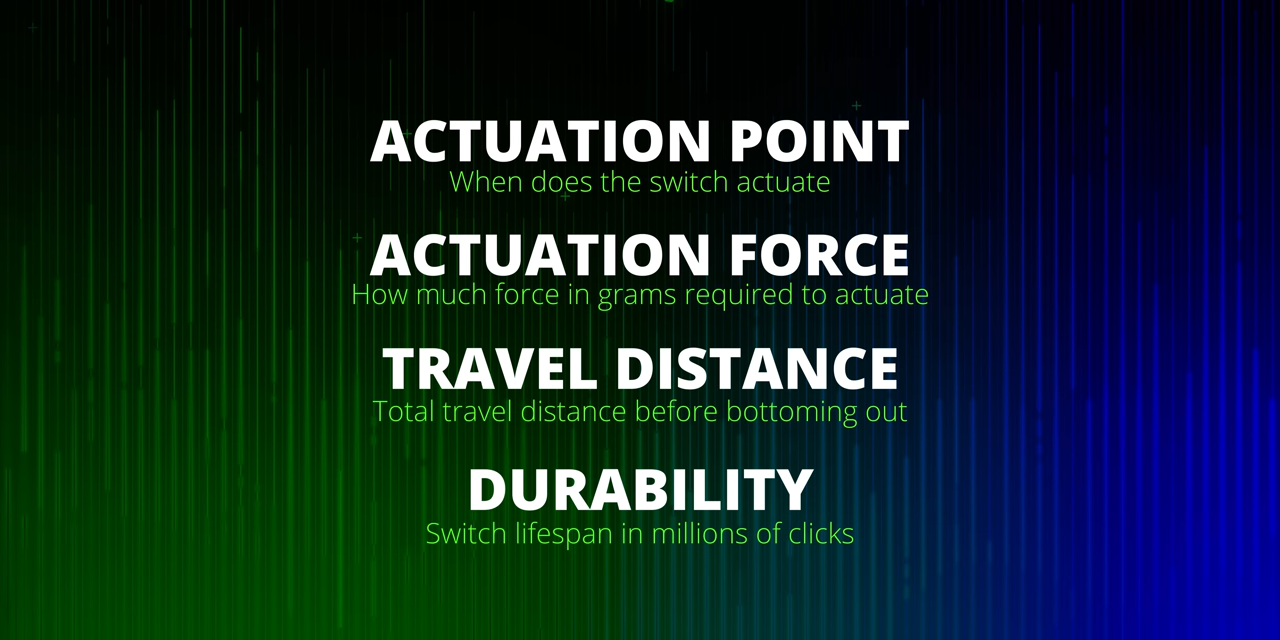 ACTUATION POINT
When does the switch actuate
ACTUATION FORCE
How much force in grams required to actuate
TRAVEL DISTANCE
Total travel distance before bottoming out
DURABILITY
Switch lifespan in millions of clicks